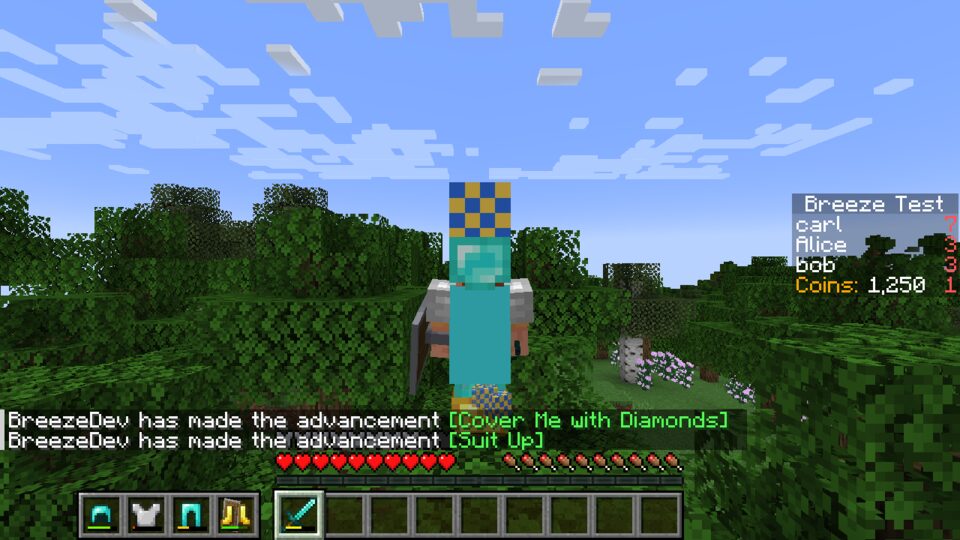 Breeze Test
carl 7
Alice 3
bob 3
Coins: 1,250 1
BreezeDev has made the advancement [Cover Me with Diamonds]
BreezeDev has made the advancement [Suit Up]